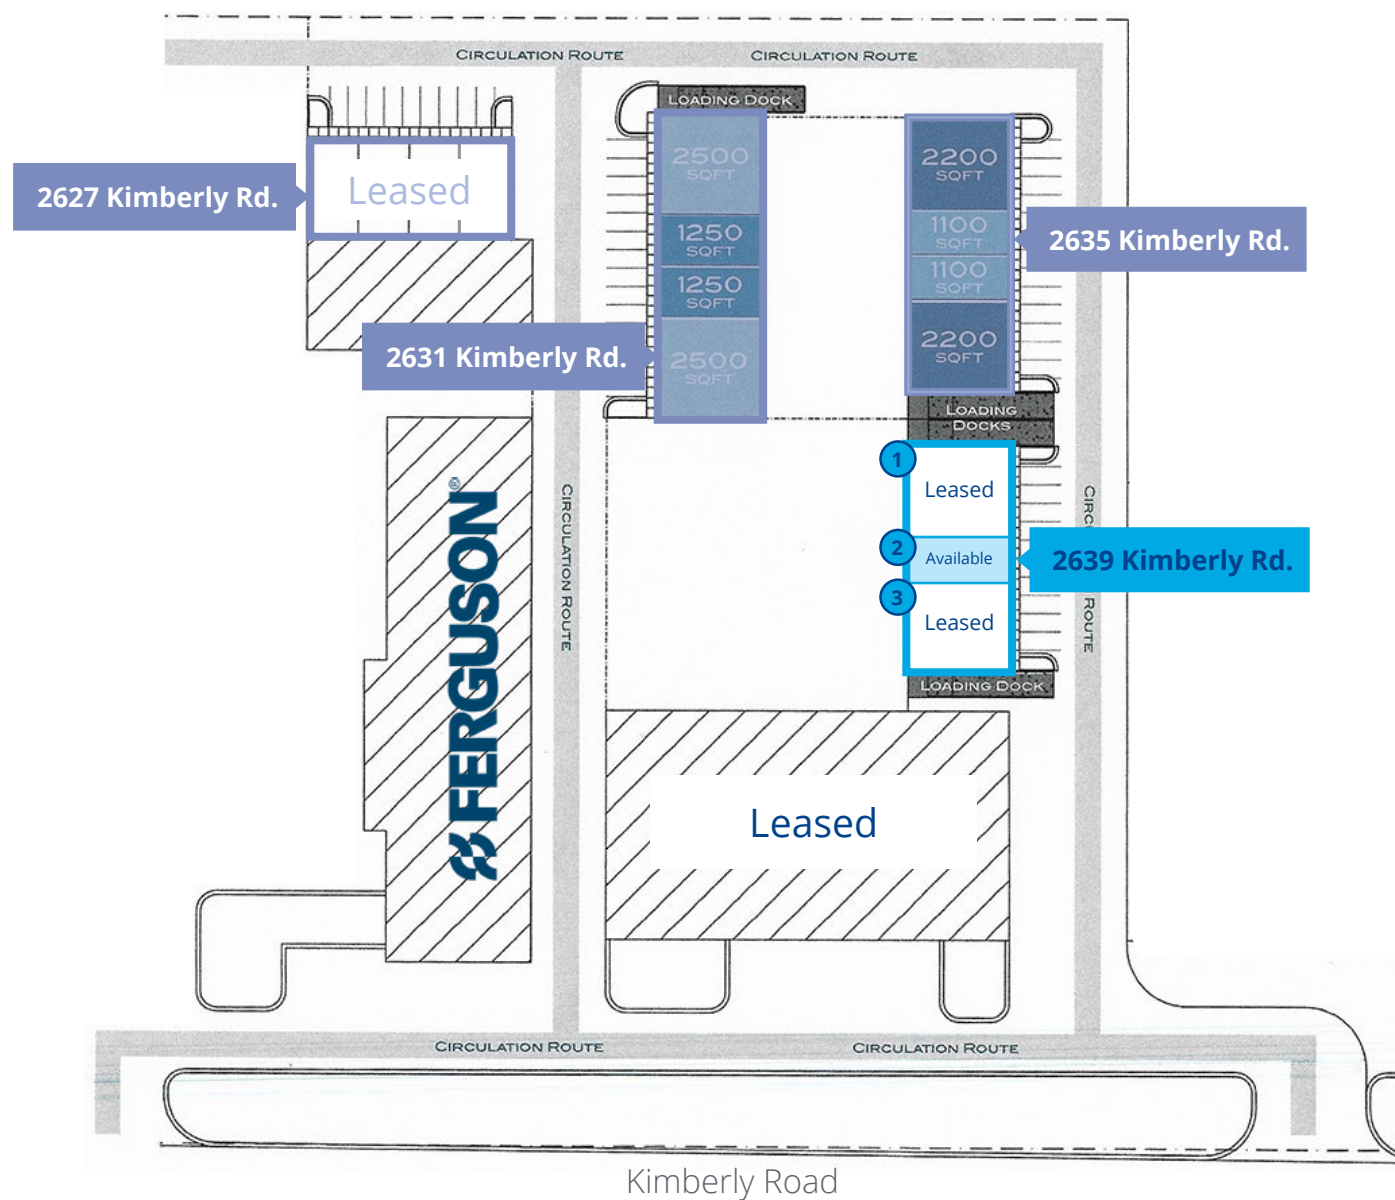 CIRCULATION ROUTE
CIRCULATION ROUTE
LOADING DOCK
2627 Kimberly Rd.
Leased
2500
SQFT
1250
SQFT
1250
SQFT
2500
SQFT
2631 Kimberly Rd.
2200
SQFT
1100
SQFT
1100
SQFT
2200
SQFT
2635 Kimberly Rd.
LOADING
DOCKS
1
Leased
2
Available
3
Leased
2639 Kimberly Rd.
LOADING DOCK
FERGUSON®
CIRCULATION ROUTE
CIRC
ROUTE
Leased
CIRCULATION ROUTE
CIRCULATION ROUTE
Kimberly Road